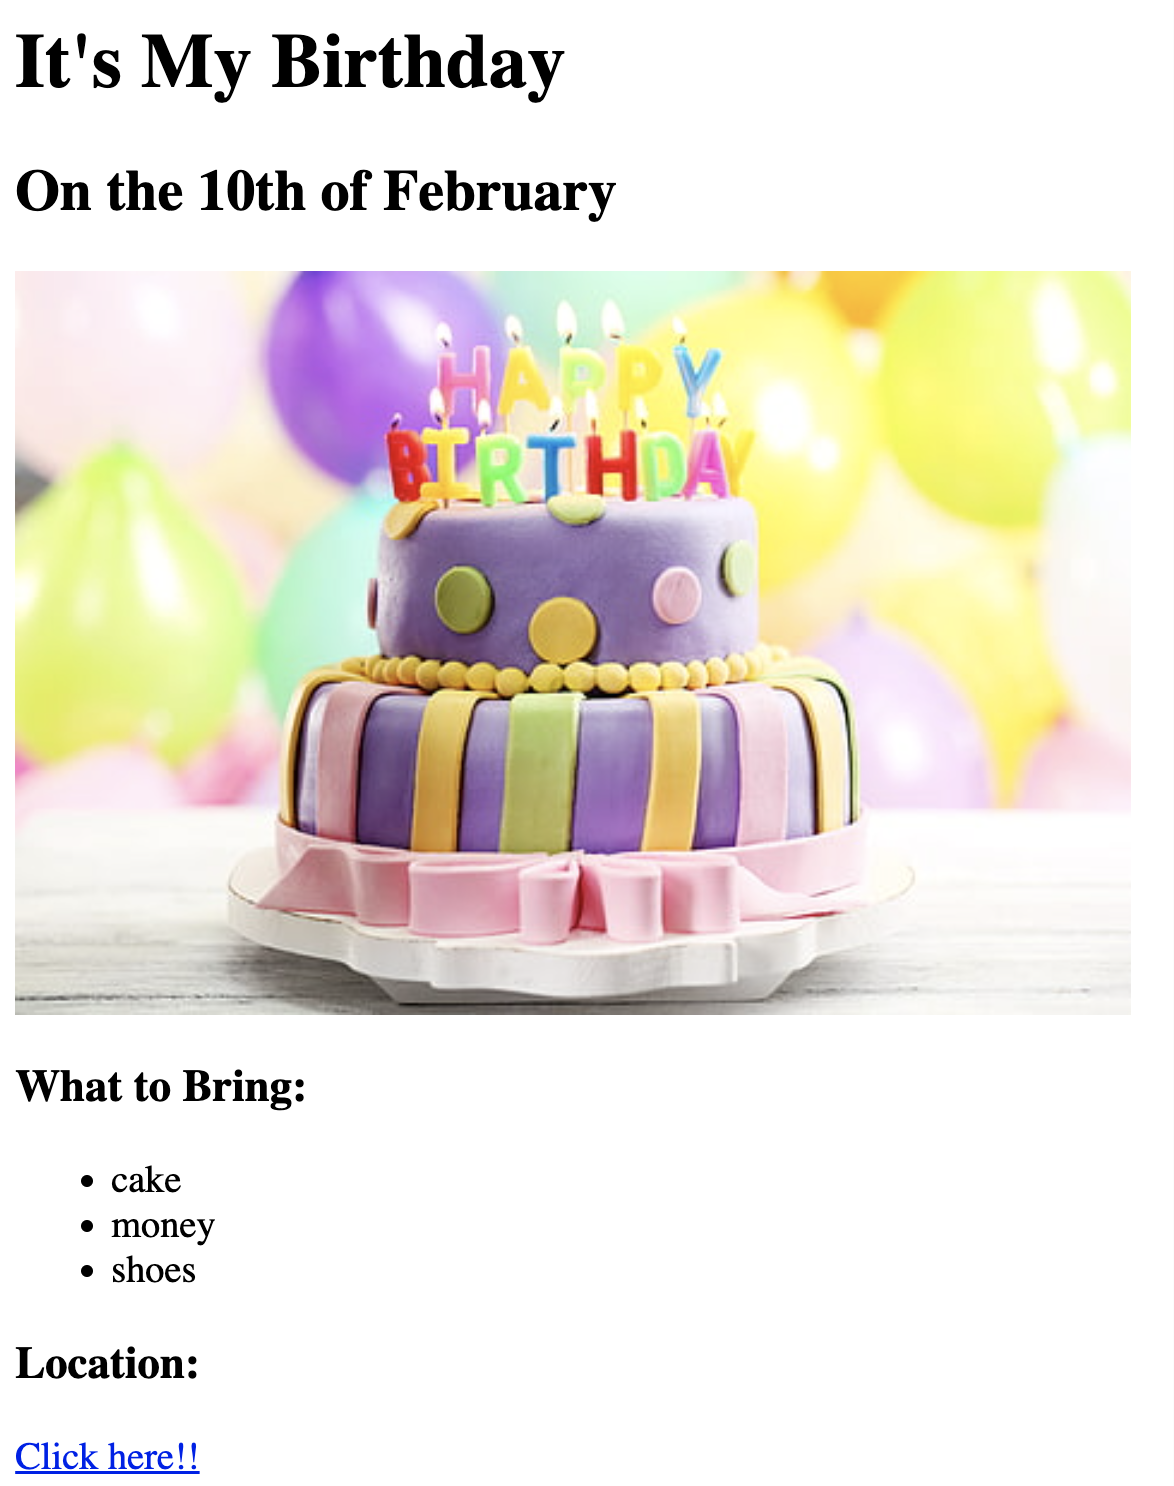 It's My Birthday
On the 10th of February
HAPPY
BIRTHDAY
What to Bring:
cake
money
shoes
Location:
Click here!!